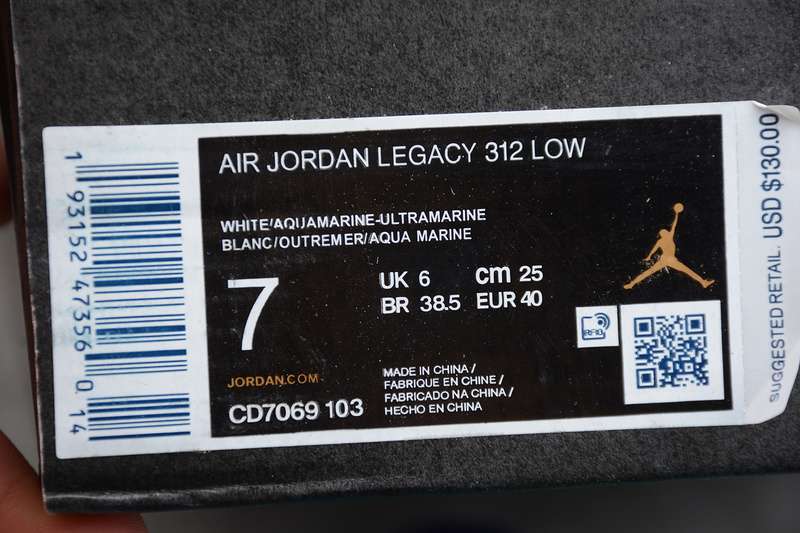 AIR JORDAN LEGACY 312 LOW
WHITE/AQUAMARINE-ULTRAMARINE
BLANC/OUTREMER/AQUA MARINE
7
UK 6 cm 25
BR 38.5 EUR 40
RFID
JORDAN.COM
CD7069 103
MADE IN CHINA /
FABRIQUE EN CHINE /
FABRICADO NA CHINA /
HECHO EN CHINA
1 93152 47356 0 14
SUGGESTED RETAIL: USD $130.00